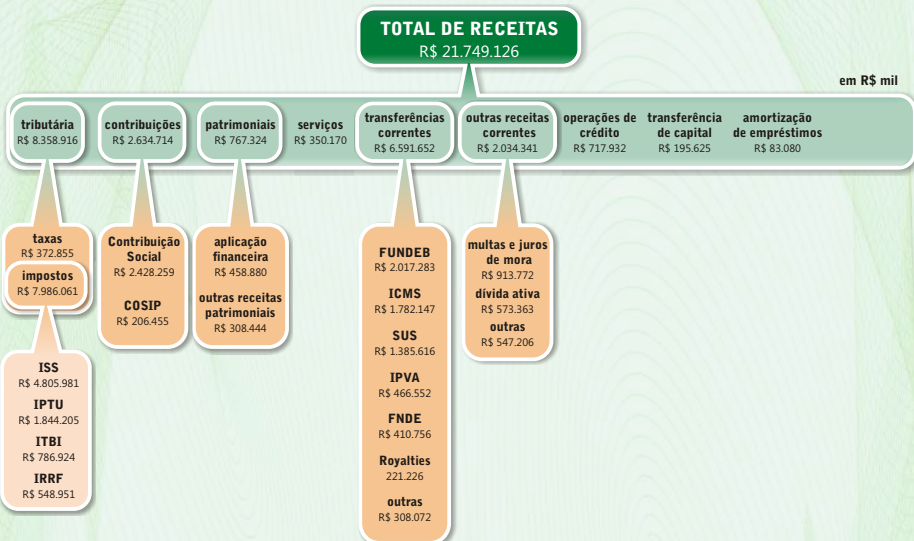 TOTAL DE RECEITAS
R$ 21.749.126
em R$ mil
tributária
R$ 8.358.916
contribuições
R$ 2.634.714
patrimoniais
R$ 767.324
serviços
R$ 350.170
transferências
correntes
R$ 6.591.652
outras receitas
correntes
R$ 2.034.341
operações de
crédito
R$ 717.932
transferência
de capital
R$ 195.625
amortização
de empréstimos
R$ 83.080
taxas
R$ 372.855
impostos
R$ 7.986.061
ISS
R$ 4.805.981
IPTU
R$ 1.844.205
ITBI
R$ 786.924
IRRF
R$ 548.951
Contribuição
Social
R$ 2.428.259
COSIP
R$ 206.455
aplicação
financeira
R$ 458.880
outras receitas
patrimoniais
R$ 308.444
FUNDEB
R$ 2.017.283
ICMS
R$ 1.782.147
SUS
R$ 1.385.616
IPVA
R$ 466.552
FNDE
R$ 410.756
Royalties
221.226
outras
R$ 308.072
multas e juros
de mora
R$ 913.772
dívida ativa
R$ 573.363
outras
R$ 547.206